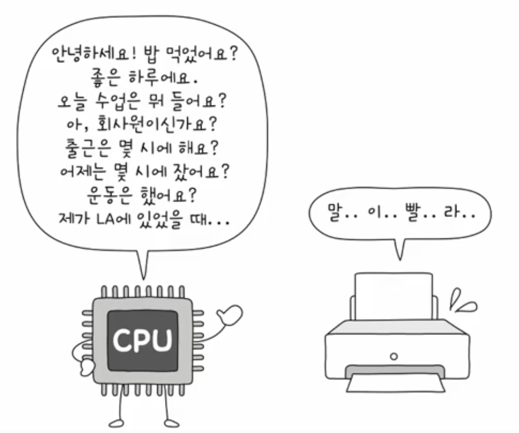 안녕하세요! 밥 먹었어요?
좋은 하루에요.
오늘 수업은 뭐 들어요?
아, 회사원이신가요?
출근은 몇 시에 해요?
어제는 몇 시에 잤어요?
운동은 했어요?
제가 LA에 있었을 때...
말.. 이.. 빨.. 라..
CPU